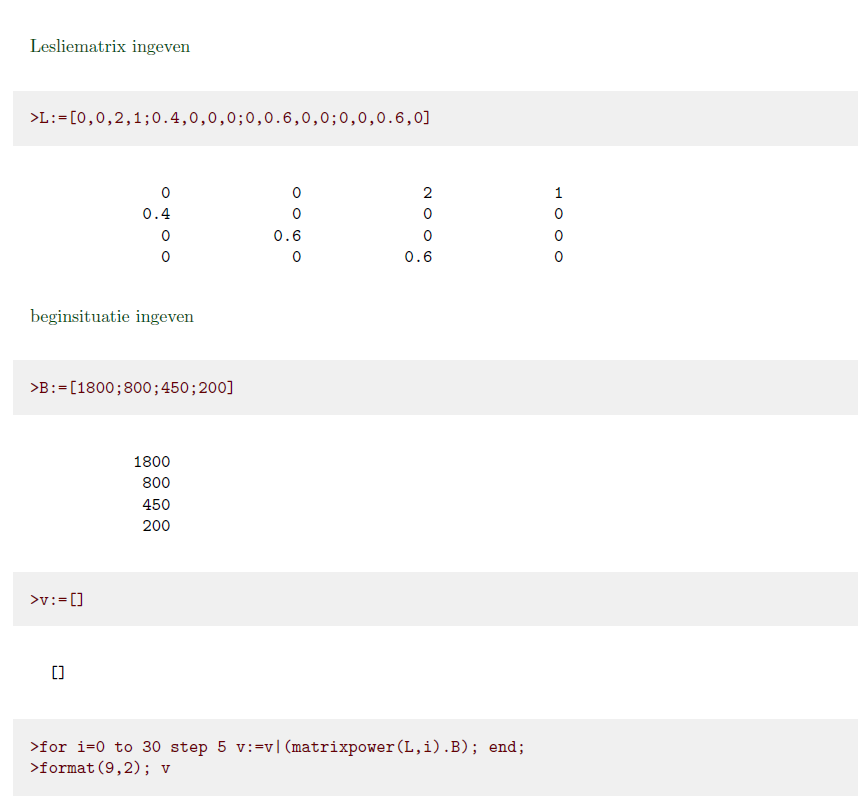 Lesliematrix ingeven
>L:=[0,0,2,1;0.4,0,0,0;0,0.6,0,0;0,0,0.6,0]
0 0 2 1
0.4 0 0 0
0 0.6 0 0
0 0 0.6 0
beginsituatie ingeven
>B:=[1800;800;450;200]
1800
800
450
200
>v:=[]
[]
>for i=0 to 30 step 5 v:=v|(matrixpower(L,i).B); end;
>format(9,2); v